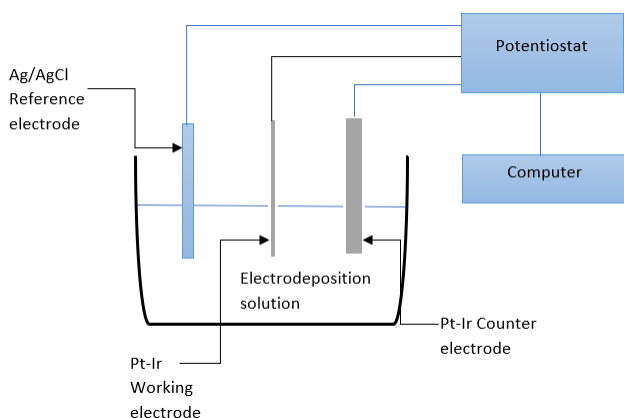 Potentiostat
Ag/AgCl
Reference
electrode
Computer
Electrodeposition
solution
Pt-Ir Counter
electrode
Pt-Ir
Working
electrode